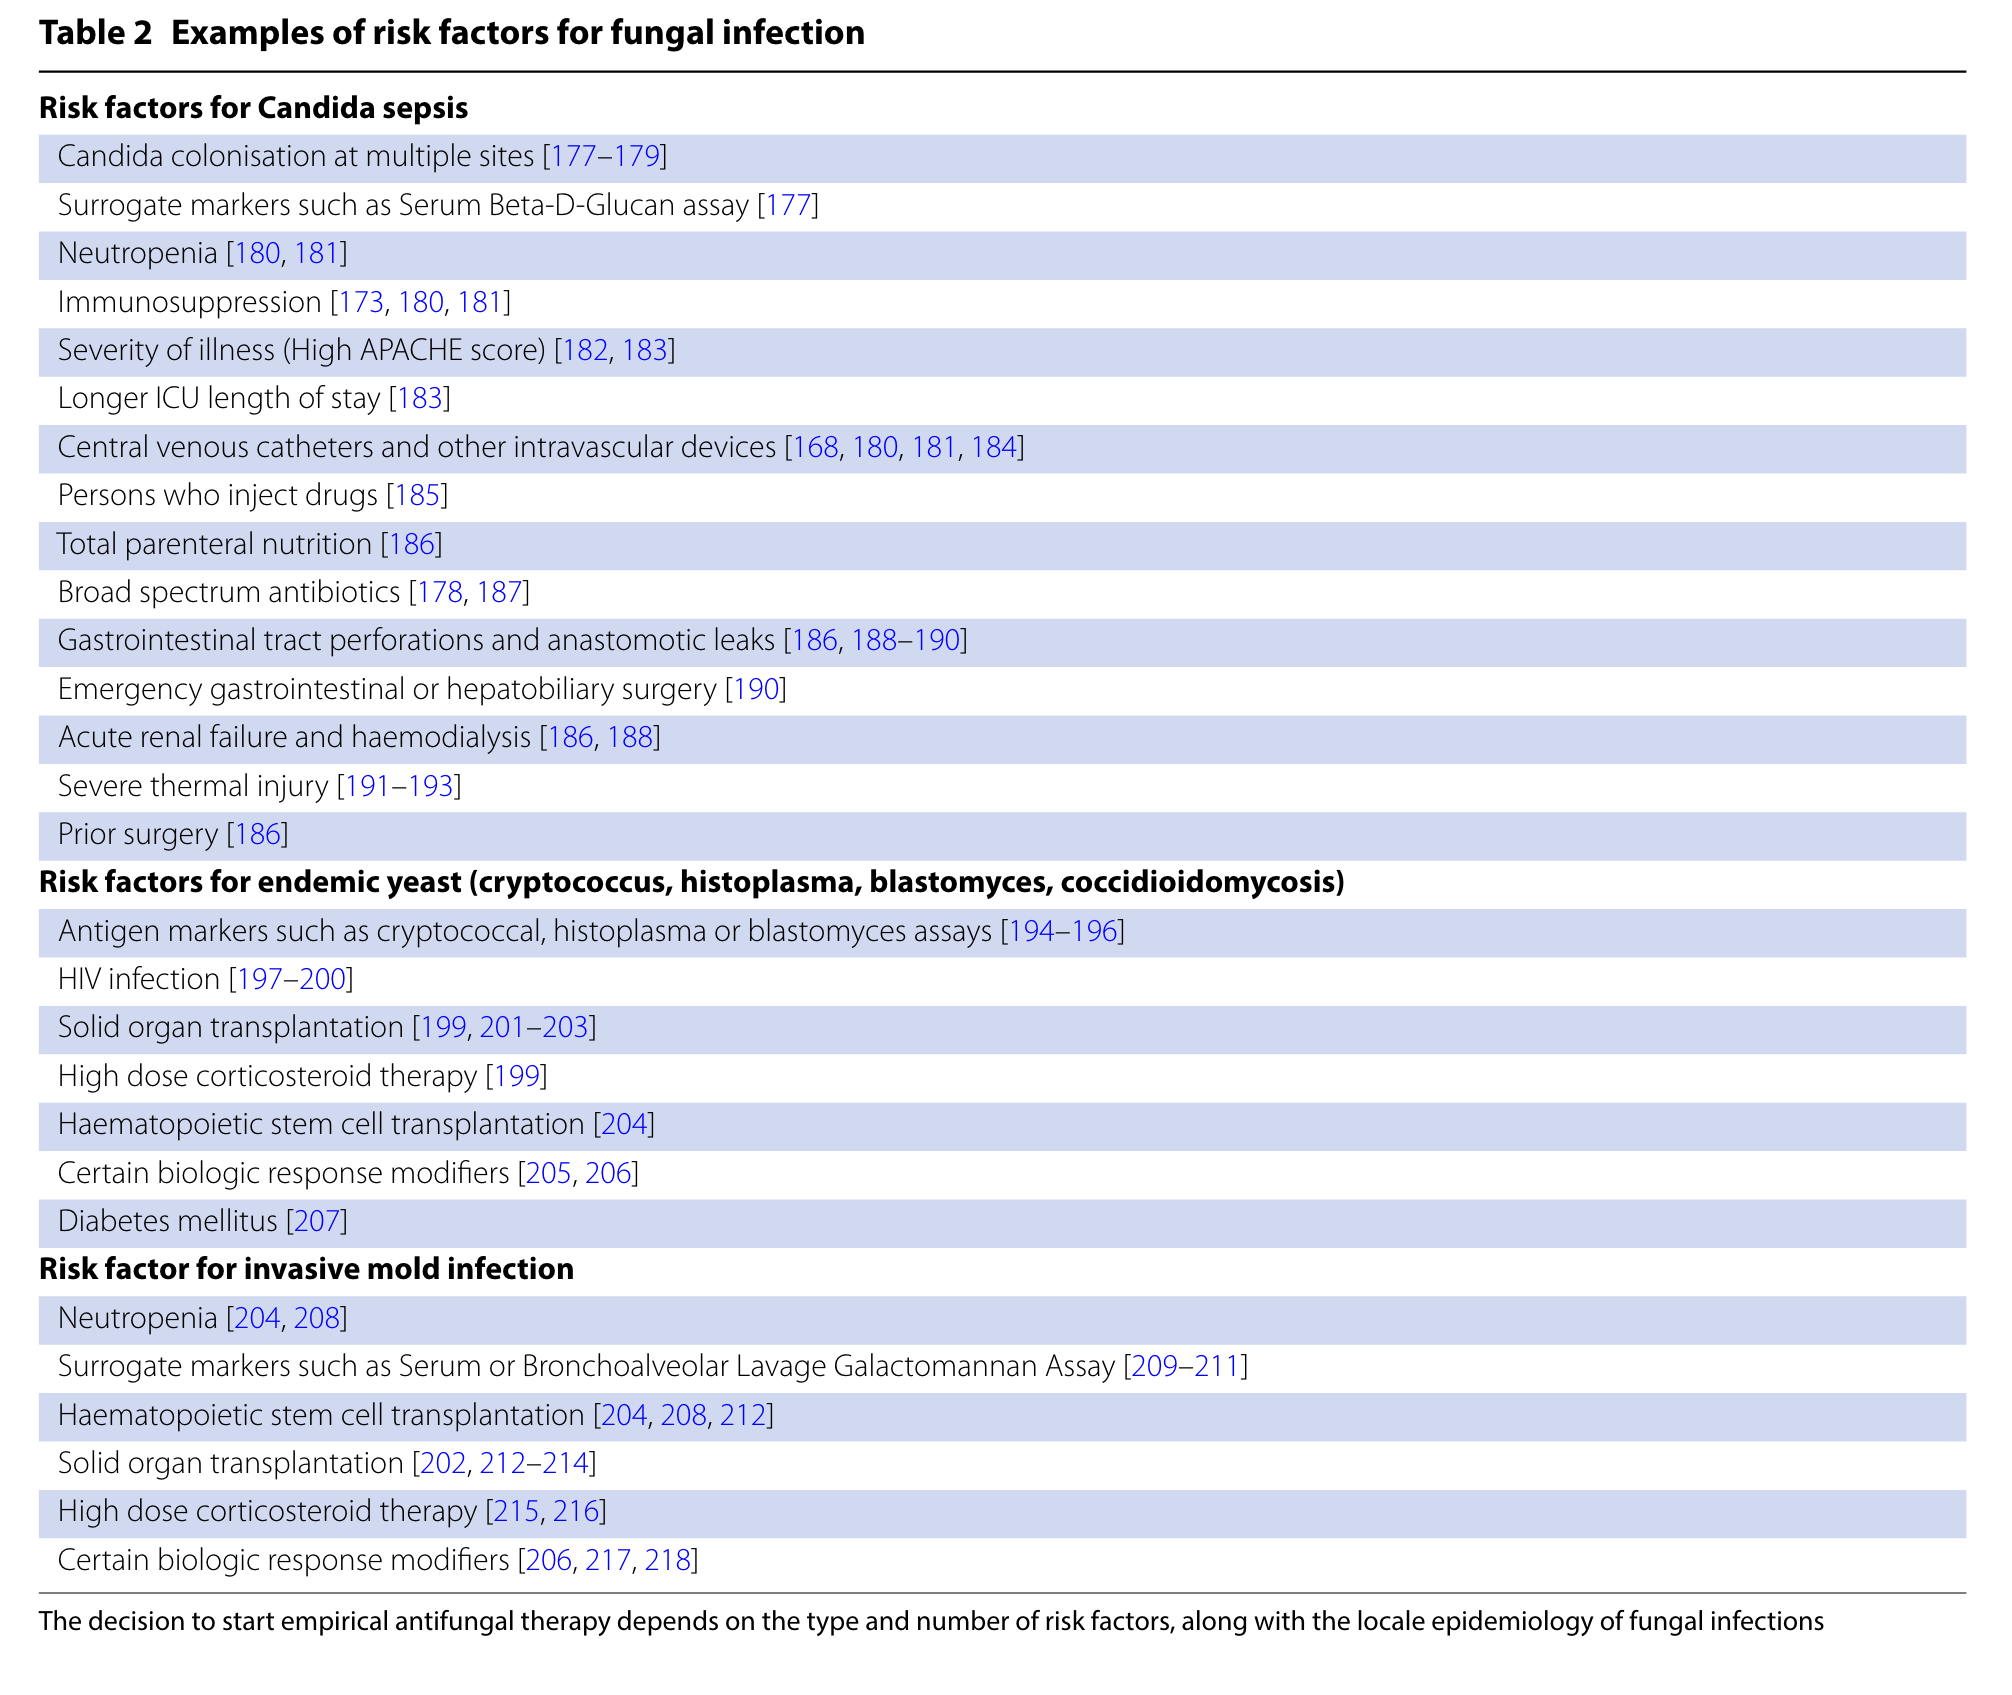 Table 2 Examples of risk factors for fungal infection
Risk factors for Candida sepsis
Candida colonisation at multiple sites [177–179]
Surrogate markers such as Serum Beta-D-Glucan assay [177]
Neutropenia [180, 181]
Immunosuppression [173, 180, 181]
Severity of illness (High APACHE score) [182, 183]
Longer ICU length of stay [183]
Central venous catheters and other intravascular devices [168, 180, 181, 184]
Persons who inject drugs [185]
Total parenteral nutrition [186]
Broad spectrum antibiotics [178, 187]
Gastrointestinal tract perforations and anastomotic leaks [186, 188–190]
Emergency gastrointestinal or hepatobiliary surgery [190]
Acute renal failure and haemodialysis [186, 188]
Severe thermal injury [191–193]
Prior surgery [186]
Risk factors for endemic yeast (cryptococcus, histoplasma, blastomyces, coccidioidomycosis)
Antigen markers such as cryptococcal, histoplasma or blastomyces assays [194–196]
HIV infection [197–200]
Solid organ transplantation [199, 201–203]
High dose corticosteroid therapy [199]
Haematopoietic stem cell transplantation [204]
Certain biologic response modifiers [205, 206]
Diabetes mellitus [207]
Risk factor for invasive mold infection
Neutropenia [204, 208]
Surrogate markers such as Serum or Bronchoalveolar Lavage Galactomannan Assay [209–211]
Haematopoietic stem cell transplantation [204, 208, 212]
Solid organ transplantation [202, 212–214]
High dose corticosteroid therapy [215, 216]
Certain biologic response modifiers [206, 217, 218]
The decision to start empirical antifungal therapy depends on the type and number of risk factors, along with the locale epidemiology of fungal infections